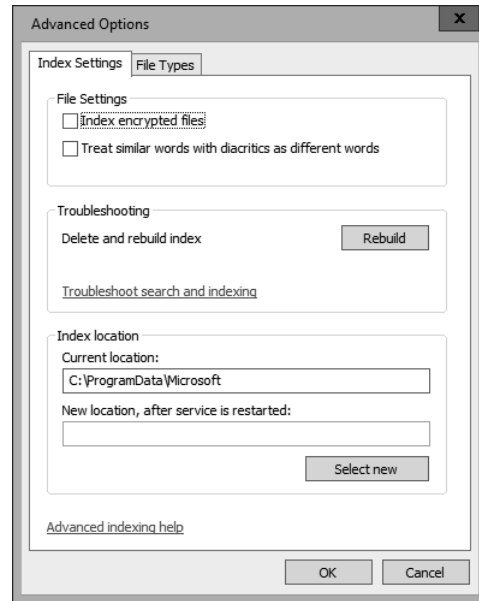 Advanced Options
x
Index Settings
File Types
File Settings
Index encrypted files
Treat similar words with diacritics as different words
Troubleshooting
Delete and rebuild index
Rebuild
Troubleshoot search and indexing
Index location
Current location:
C:\ProgramData\Microsoft
New location, after service is restarted:
Select new
Advanced indexing help
OK
Cancel